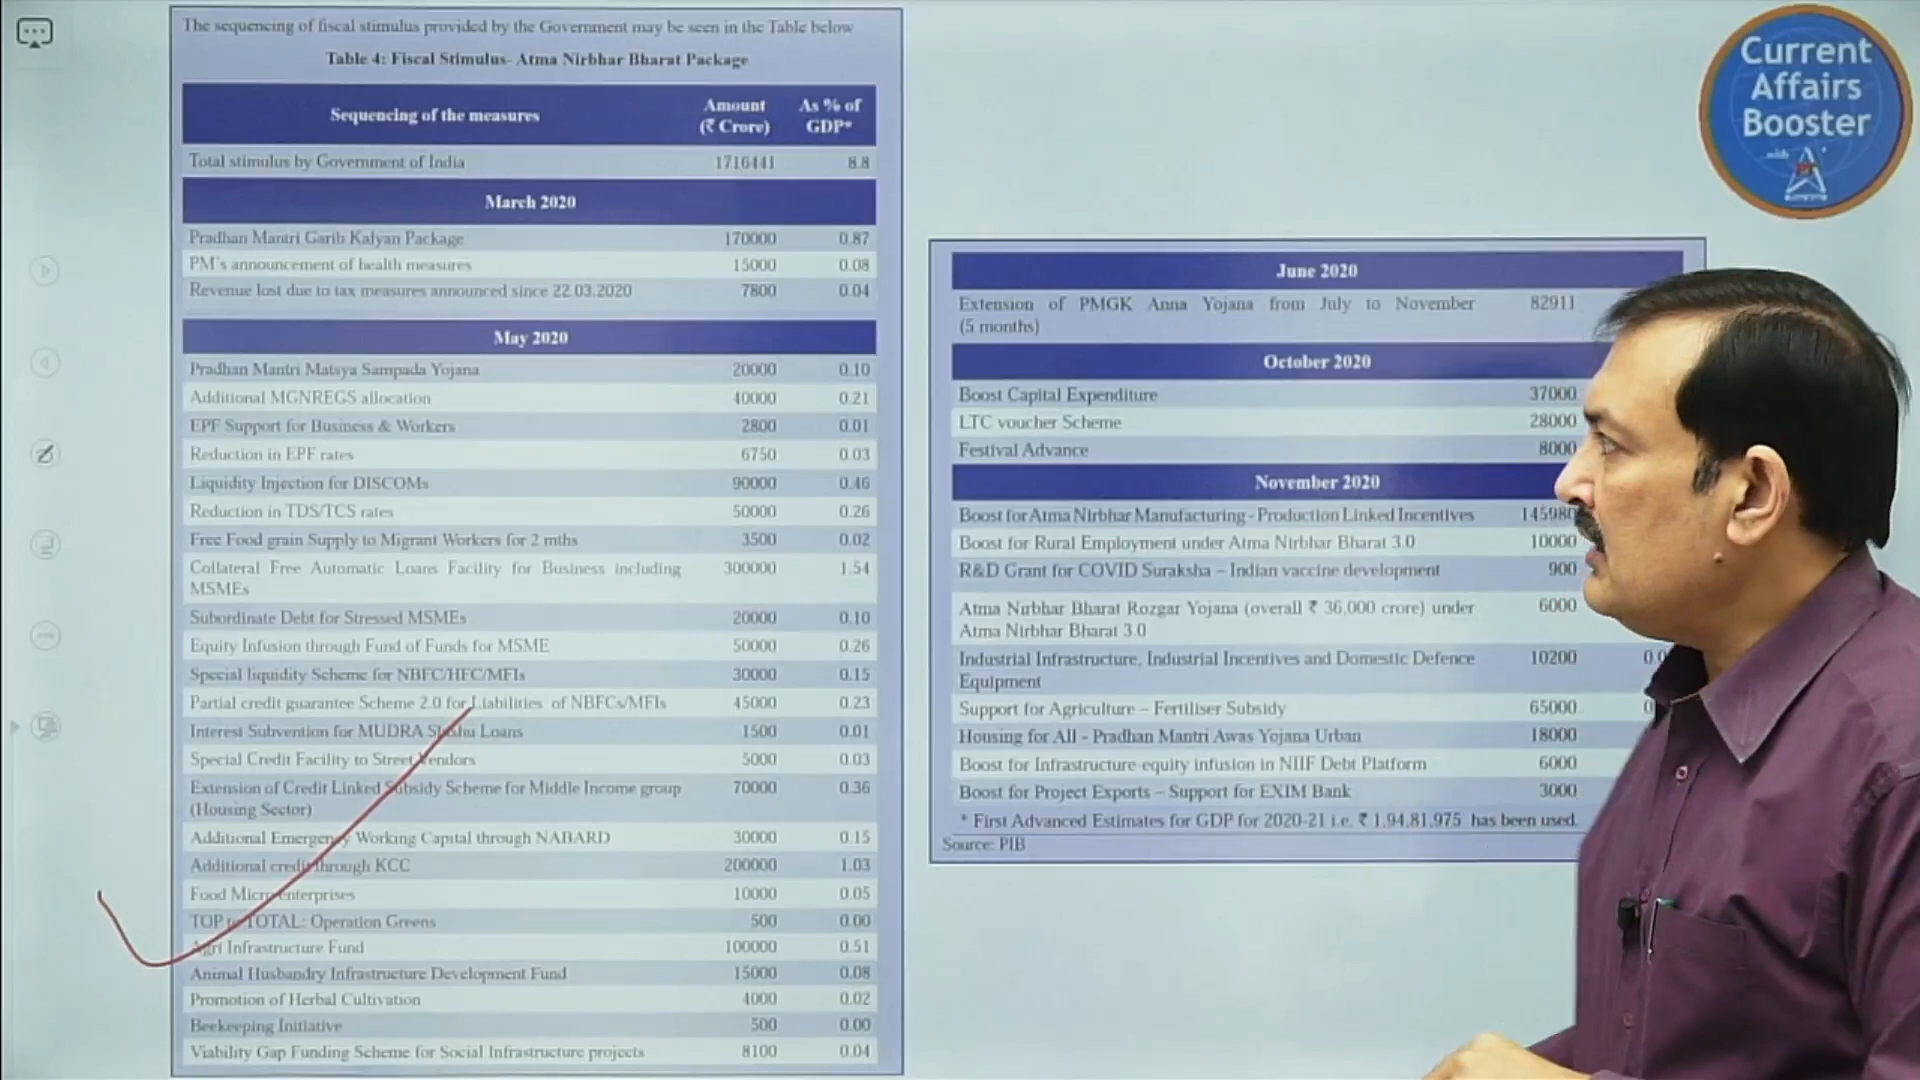 The sequencing of fiscal stimulus provided by the Government may be seen in the Table below
Table 4: Fiscal Stimulus- Atma Nirbhar Bharat Package
Sequencing of the measures Amount (₹ Crore) As % of GDP*
Total stimulus by Government of India 1716441 8.8
March 2020
Pradhan Mantri Garib Kalyan Package 170000 0.87
PM's announcement of health measures 15000 0.08
Revenue lost due to tax measures announced since 22.03.2020 7800 0.04
May 2020
Pradhan Mantri Matsya Sampada Yojana 20000 0.10
Additional MGNREGS allocation 40000 0.21
EPF Support for Business & Workers 2800 0.01
Reduction in EPF rates 6750 0.03
Liquidity Injection for DISCOMs 90000 0.46
Reduction in TDS/TCS rates 50000 0.26
Free Food grain Supply to Migrant Workers for 2 mths 3500 0.02
Collateral Free Automatic Loans Facility for Business including 300000 1.54
MSMEs
Subordinate Debt for Stressed MSMEs 20000 0.10
Equity Infusion through Fund of Funds for MSME 50000 0.26
Special liquidity Scheme for NBFC/HFC/MFIs 30000 0.15
Partial credit guarantee Scheme 2.0 for Liabilities of NBFCs/MFIs 45000 0.23
Interest Subvention for MUDRA Shishu Loans 1500 0.01
Special Credit Facility to Street Vendors 5000 0.03
Extension of Credit Linked Subsidy Scheme for Middle Income group 70000 0.36
(Housing Sector)
Additional Emergency Working Capital through NABARD 30000 0.15
Additional credit through KCC 200000 1.03
Food Micro enterprises 10000 0.05
TOP to TOTAL: Operation Greens 500 0.00
Agri Infrastructure Fund 100000 0.51
Animal Husbandry Infrastructure Development Fund 15000 0.08
Promotion of Herbal Cultivation 4000 0.02
Beekeeping Initiative 500 0.00
Viability Gap Funding Scheme for Social Infrastructure projects 8100 0.04
Current
Affairs
Booster
with
June 2020
Extension of PMGK Anna Yojana from July to November 82911
(5 months)
October 2020
Boost Capital Expenditure 37000
LTC voucher Scheme 28000
Festival Advance 8000
November 2020
Boost for Atma Nirbhar Manufacturing - Production Linked Incentives 145980
Boost for Rural Employment under Atma Nirbhar Bharat 3.0 10000
R&D Grant for COVID Suraksha – Indian vaccine development 900
Atma Nirbhar Bharat Rozgar Yojana (overall ₹ 36,000 crore) under 6000
Atma Nirbhar Bharat 3.0
Industrial Infrastructure, Industrial Incentives and Domestic Defence 10200
Equipment
Support for Agriculture – Fertiliser Subsidy 65000
Housing for All - Pradhan Mantri Awas Yojana Urban 18000
Boost for Infrastructure-equity infusion in NIIF Debt Platform 6000
Boost for Project Exports – Support for EXIM Bank 3000
* First Advanced Estimates for GDP for 2020-21 i.e. ₹ 1,94,81,975 has been used.
Source: PIB